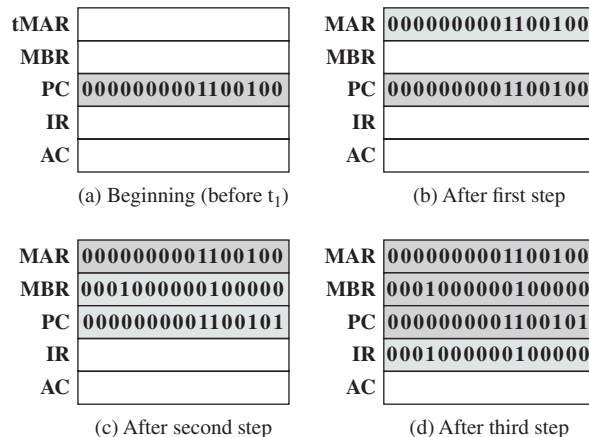 tMAR
MBR
PC 0000000001100100
IR
AC
(a) Beginning (before t1)
MAR 0000000001100100
MBR
PC 0000000001100100
IR
AC
(b) After first step
MAR 0000000001100100
MBR 0001000000100000
PC 0000000001100101
IR
AC
(c) After second step
MAR 0000000001100100
MBR 0001000000100000
PC 0000000001100101
IR 0001000000100000
AC
(d) After third step